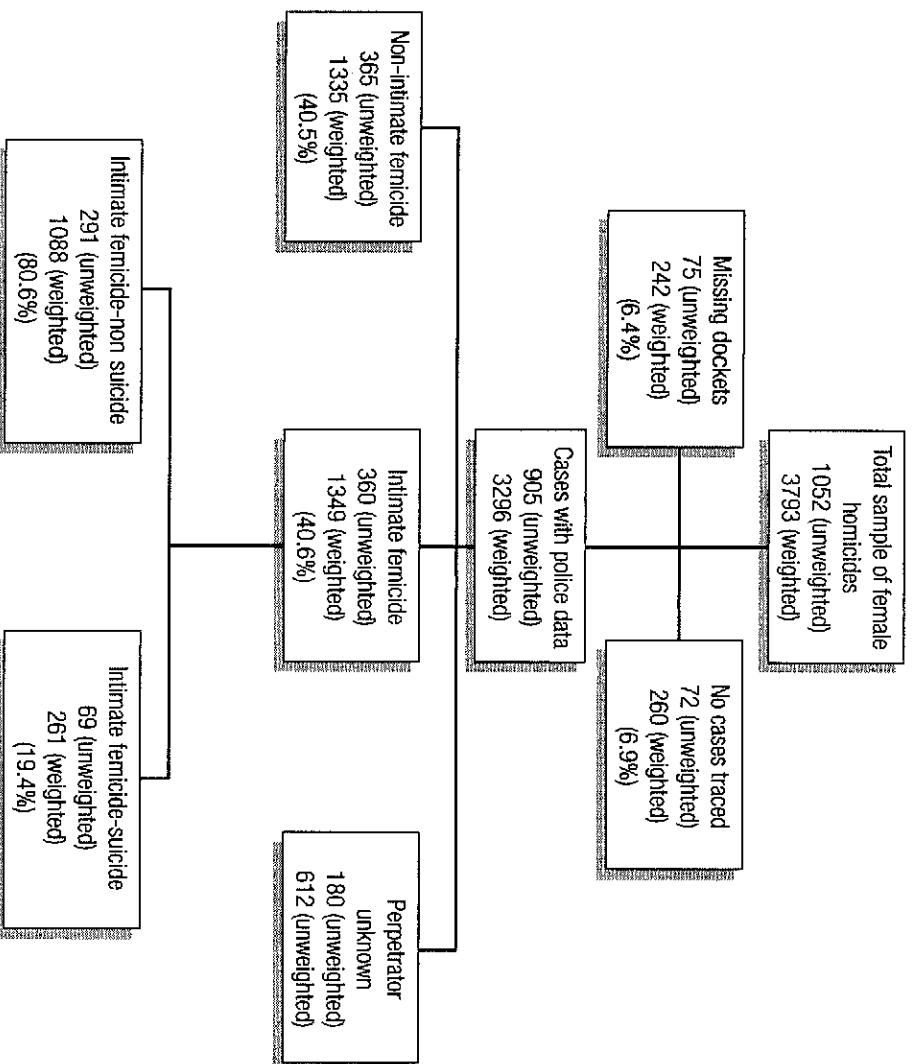 Total sample of female
homicides
1052 (unweighted)
3793 (weighted)
Missing dockets
75 (unweighted)
242 (weighted)
(6.4%)
No cases traced
72 (unweighted)
260 (weighted)
(6.9%)
Cases with police data
905 (unweighted)
3296 (weighted)
Non-intimate femicide
365 (unweighted)
1335 (weighted)
(40.5%)
Intimate femicide
360 (unweighted)
1349 (weighted)
(40.6%)
Perpetrator
unknown
180 (unweighted)
612 (unweighted)
Intimate femicide-non suicide
291 (unweighted)
1088 (weighted)
(80.6%)
Intimate femicide-suicide
69 (unweighted)
261 (weighted)
(19.4%)